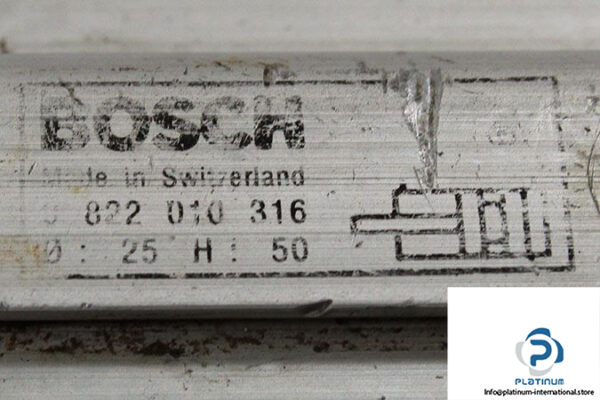 BOSCH
Made in Switzerland
0 822 010 316
Ø : 25 H : 50
PLATINUM
Info@platinum-international.store